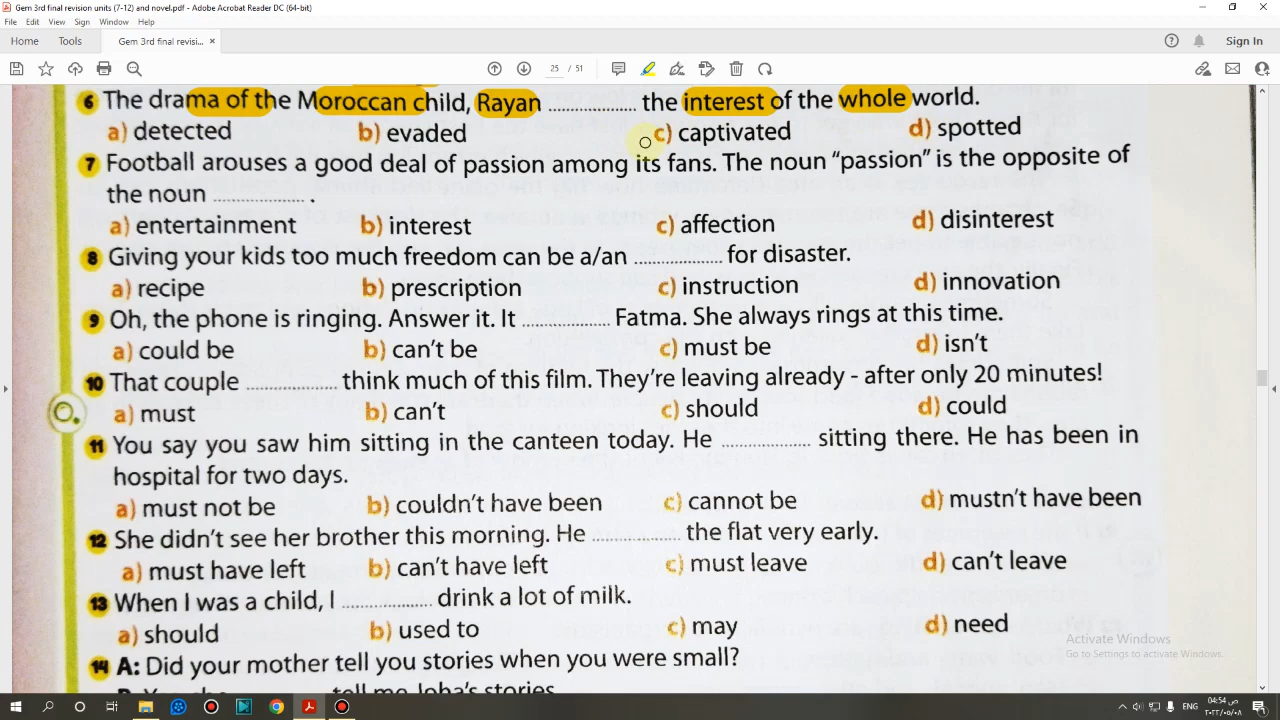 Gem 3rd final revision units (7-12) and novel.pdf - Adobe Acrobat Reader DC (64-bit)
File Edit View Sign Window Help
Home Tools Gem 3rd final revisi... × Sign In
25 / 51
6 The drama of the Moroccan child, Rayan ................ the interest of the whole world.
a) detected b) evaded c) captivated d) spotted
7 Football arouses a good deal of passion among its fans. The noun “passion” is the opposite of
the noun ................ .
a) entertainment b) interest c) affection d) disinterest
8 Giving your kids too much freedom can be a/an ................ for disaster.
a) recipe b) prescription c) instruction d) innovation
9 Oh, the phone is ringing. Answer it. It ................ Fatma. She always rings at this time.
a) could be b) can't be c) must be d) isn't
10 That couple ................ think much of this film. They're leaving already - after only 20 minutes!
a) must b) can't c) should d) could
11 You say you saw him sitting in the canteen today. He ................ sitting there. He has been in
hospital for two days.
a) must not be b) couldn't have been c) cannot be d) mustn't have been
12 She didn't see her brother this morning. He ................ the flat very early.
a) must have left b) can't have left c) must leave d) can't leave
13 When I was a child, I ................ drink a lot of milk.
a) should b) used to c) may d) need
14 A: Did your mother tell you stories when you were small?
tell me Joha's stories.
Activate Windows
Go to Settings to activate Windows.
ENG
04:54 ص
٢٠٢٢/٠٥/٠٨